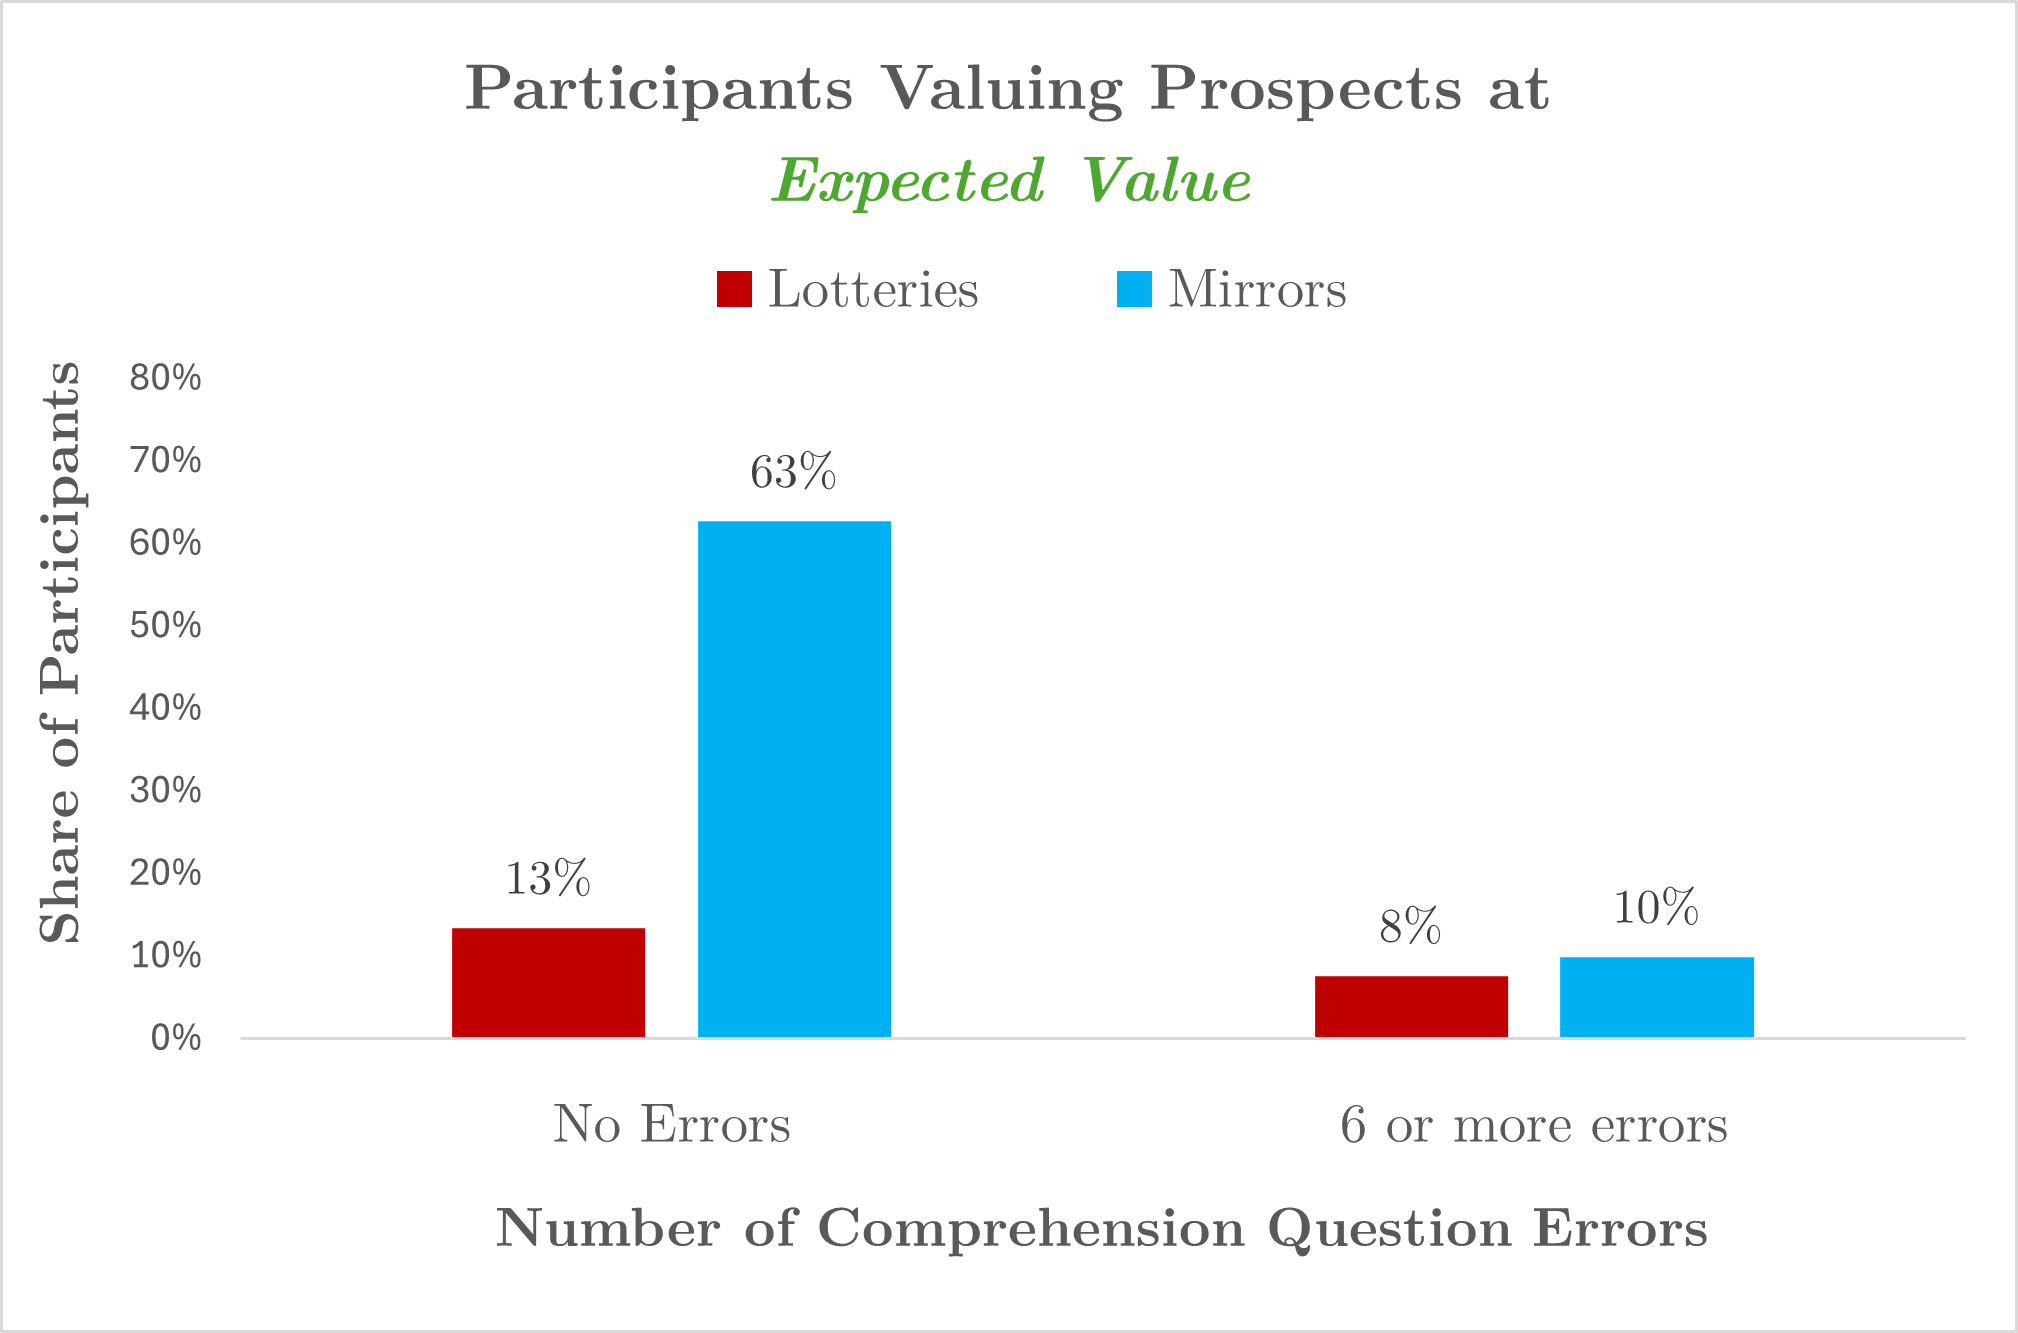 Participants Valuing Prospects at
Expected Value
Lotteries
Mirrors
Share of Participants
80%
70%
60%
50%
40%
30%
20%
10%
0%
13%
63%
8%
10%
No Errors
6 or more errors
Number of Comprehension Question Errors